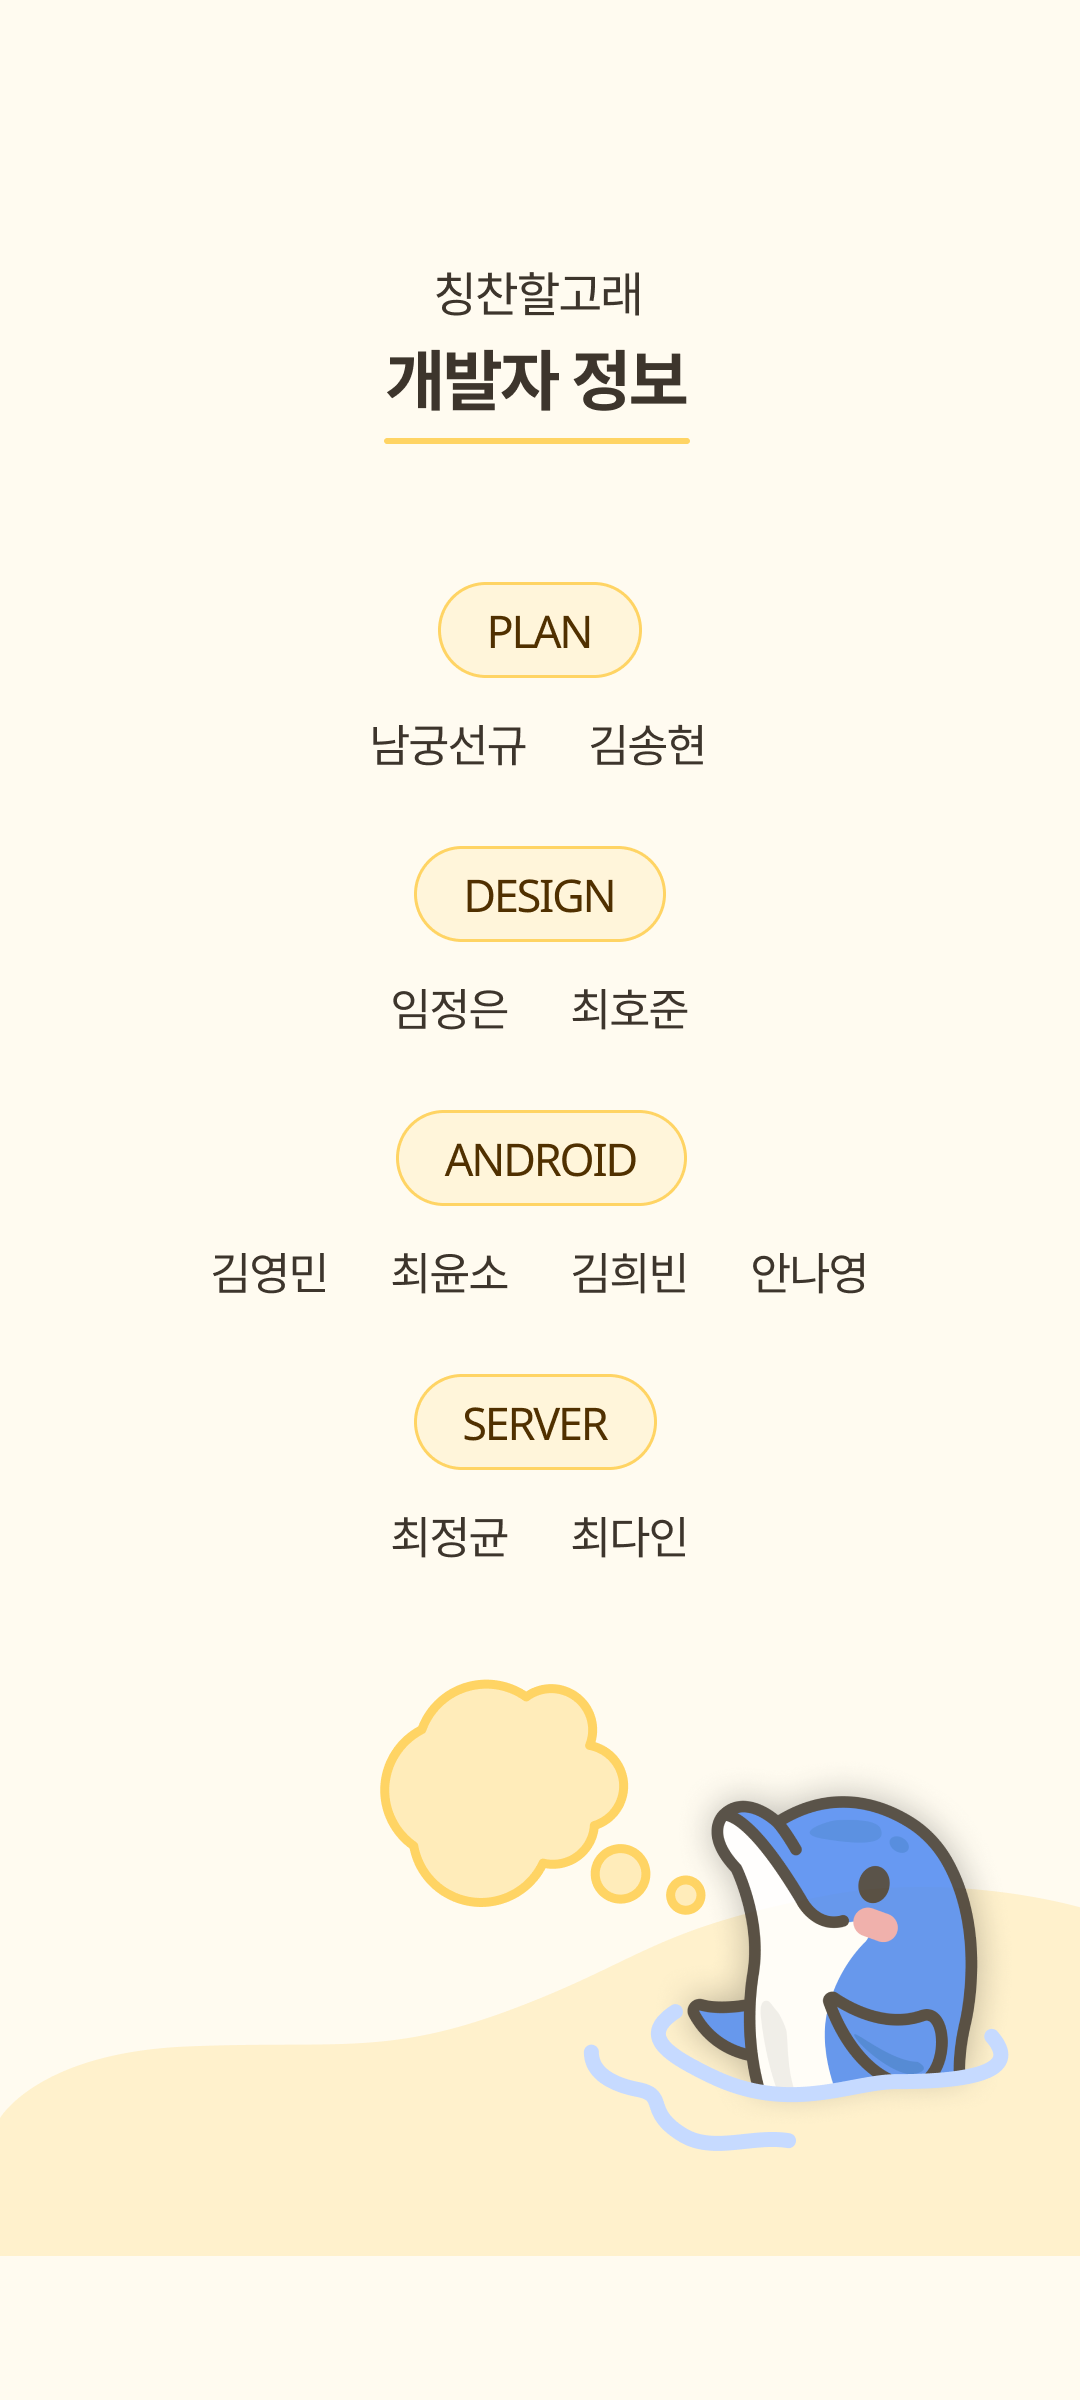 칭찬할고래
개발자 정보
PLAN
남궁선규 김송현
DESIGN
임정은 최호준
ANDROID
김영민 최윤소 김희빈 안나영
SERVER
최정균 최다인